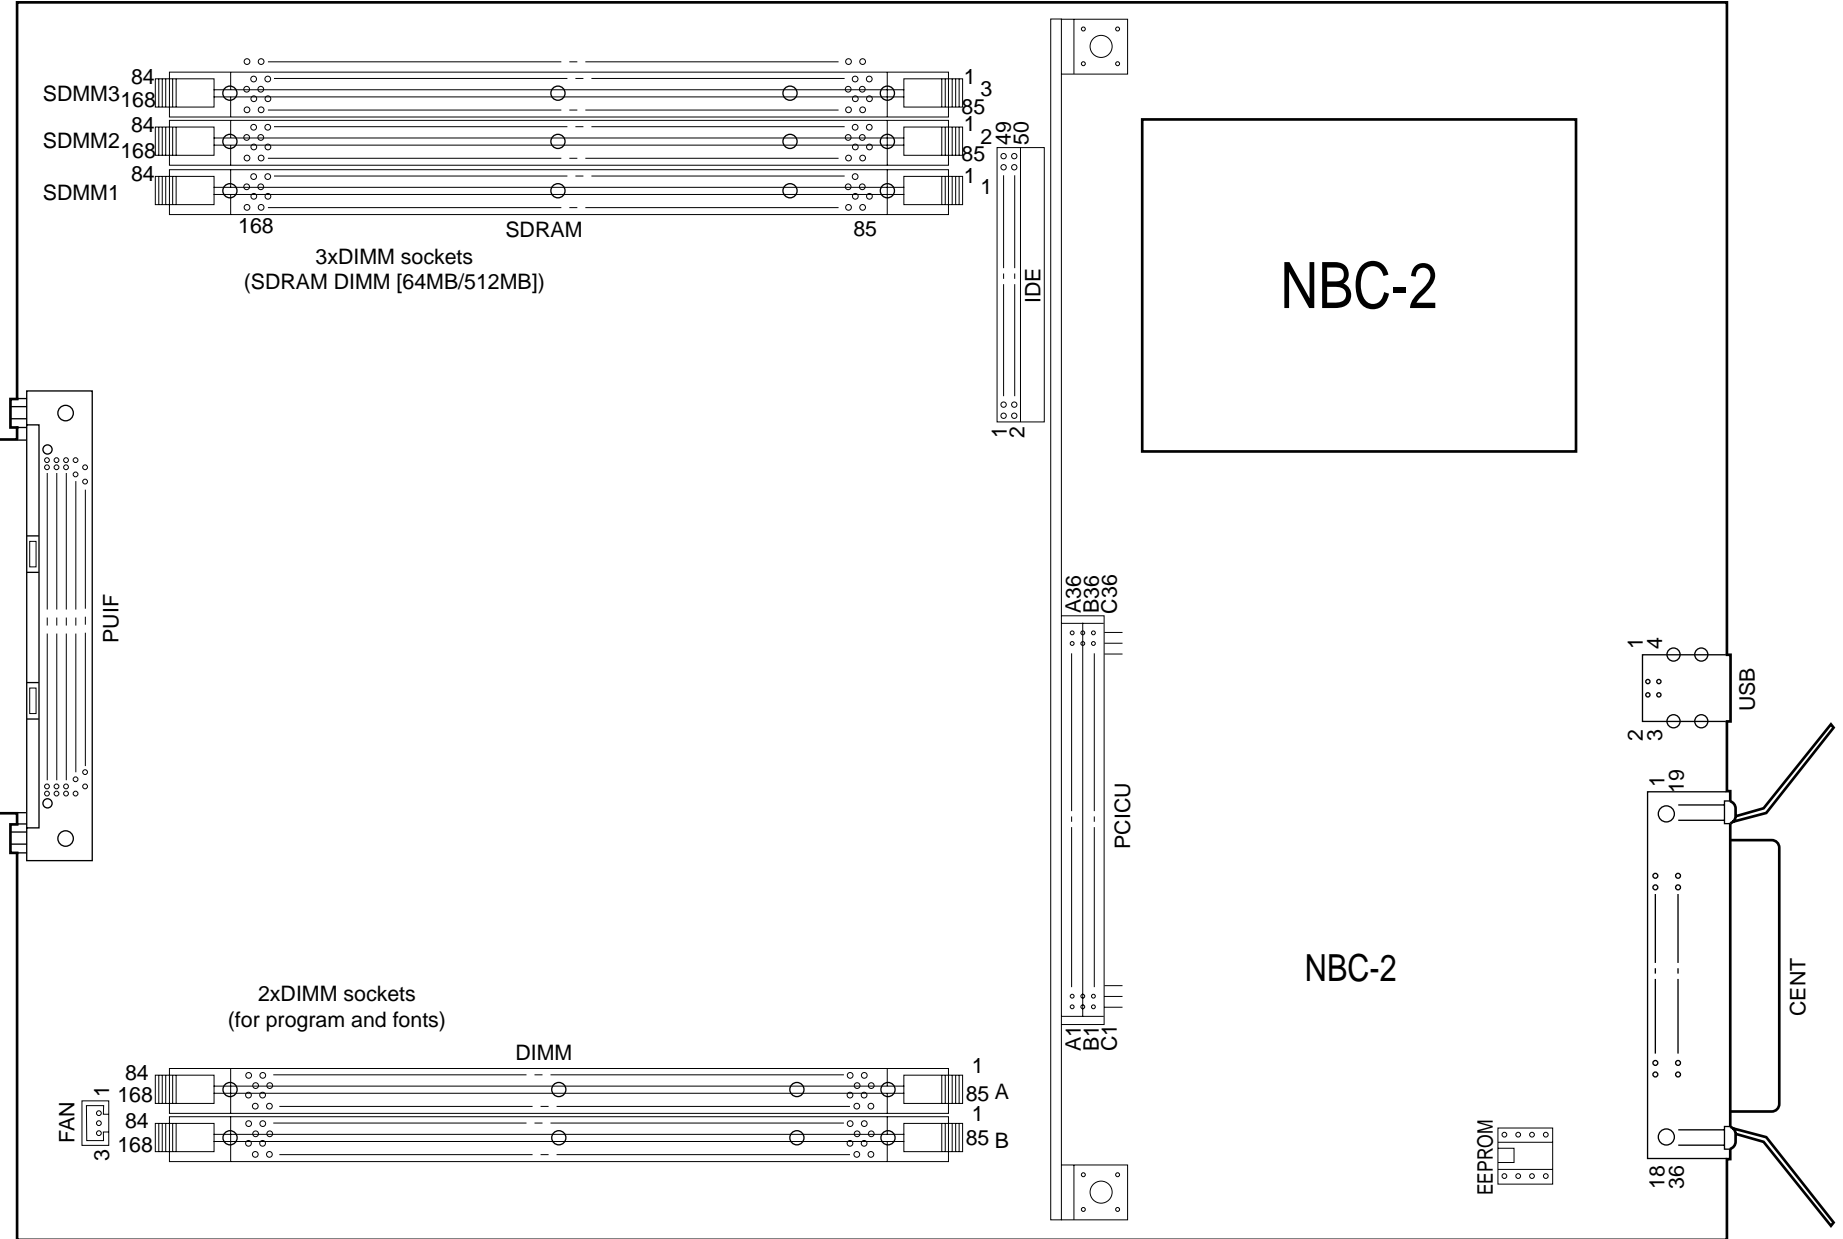 84
SDMM3
168
1
3
85
84
SDMM2
168
1
2
85
84
SDMM1
1
1
168
SDRAM
85
3xDIMM sockets
(SDRAM DIMM [64MB/512MB])
49
50
IDE
1
2
NBC-2
PUIF
A36
B36
C36
PCICU
A1
B1
C1
1
4
USB
2
3
1
19
CENT
18
36
NBC-2
2xDIMM sockets
(for program and fonts)
DIMM
84
168
1
85 A
84
168
1
85 B
FAN
1
3
EEPROM